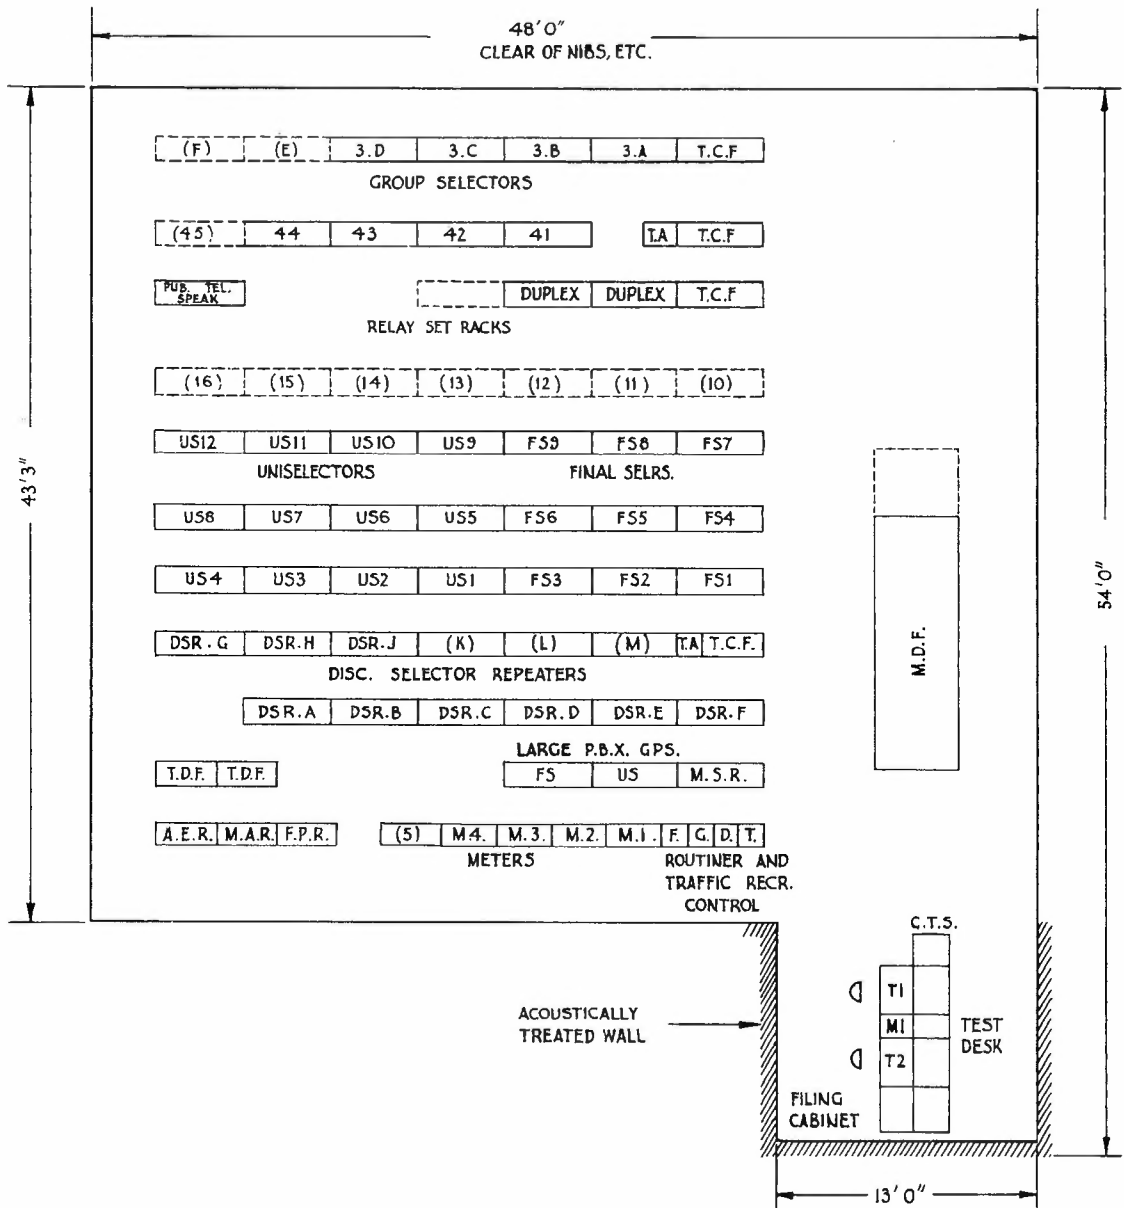 48'0"
CLEAR OF NIBS, ETC.
(F) (E) 3.D 3.C 3.B 3.A T.C.F
GROUP SELECTORS
(45) 44 43 42 41 T.A T.C.F
PUB. TEL.
SPEAK
DUPLEX DUPLEX T.C.F
RELAY SET RACKS
(16) (15) (14) (13) (12) (11) (10)
US12 US11 US10 US9 FS9 FS8 FS7
UNISELECTORS FINAL SELRS.
43'3"
US8 US7 US6 US5 FS6 FS5 FS4
US4 US3 US2 US1 FS3 FS2 FS1
54'0"
M.D.F.
DSR.G DSR.H DSR.J (K) (L) (M) T.A T.C.F.
DISC. SELECTOR REPEATERS
DSR.A DSR.B DSR.C DSR.D DSR.E DSR.F
LARGE P.B.X. GPS.
T.D.F. T.D.F. FS US M.S.R.
A.E.R. M.A.R. F.P.R. (5) M4. M.3. M.2. M.1. F. G. D. T.
METERS
ROUTINER AND
TRAFFIC RECR.
CONTROL
C.T.S.
T1
M1
T2
TEST
DESK
ACOUSTICALLY
TREATED WALL
FILING
CABINET
13'0"